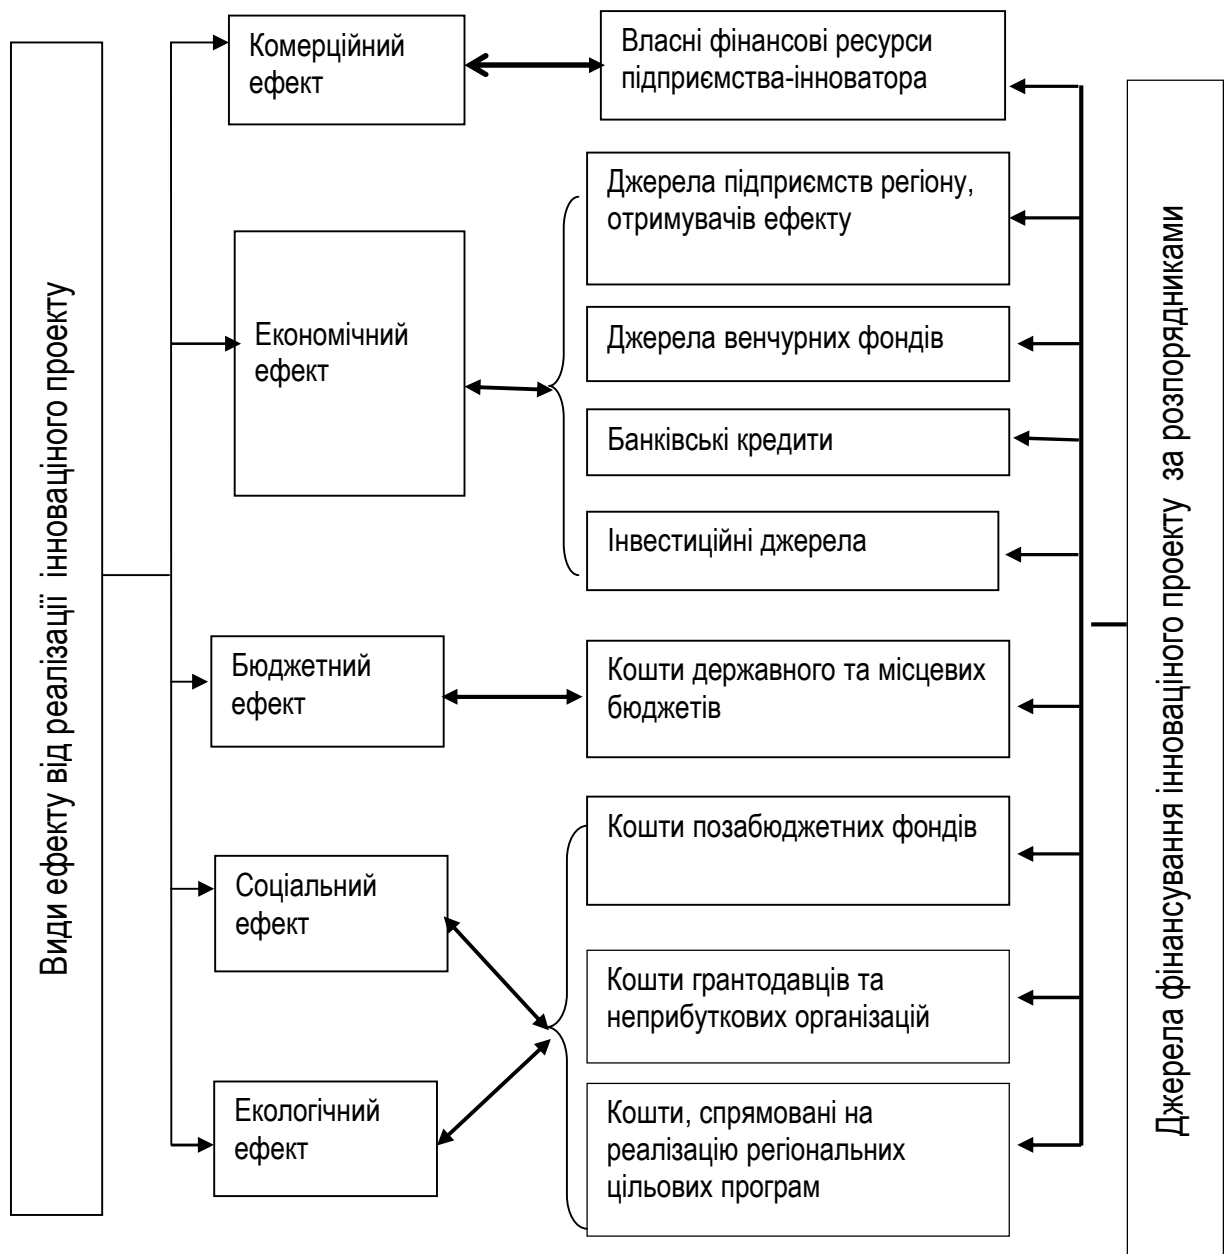 Види ефекту від реалізації інноваціного проекту
Комерційний
ефект
Власні фінансові ресурси
підприємства-інноватора
Джерела підприємств регіону,
отримувачів ефекту
Економічний
ефект
Джерела венчурних фондів
Банківські кредити
Інвестиційні джерела
Бюджетний
ефект
Кошти державного та місцевих
бюджетів
Соціальний
ефект
Кошти позабюджетних фондів
Кошти грантодавців та
неприбуткових організацій
Екологічний
ефект
Кошти, спрямовані на
реалізацію регіональних
цільових програм
Джерела фінансування інноваціного проекту за розпорядниками